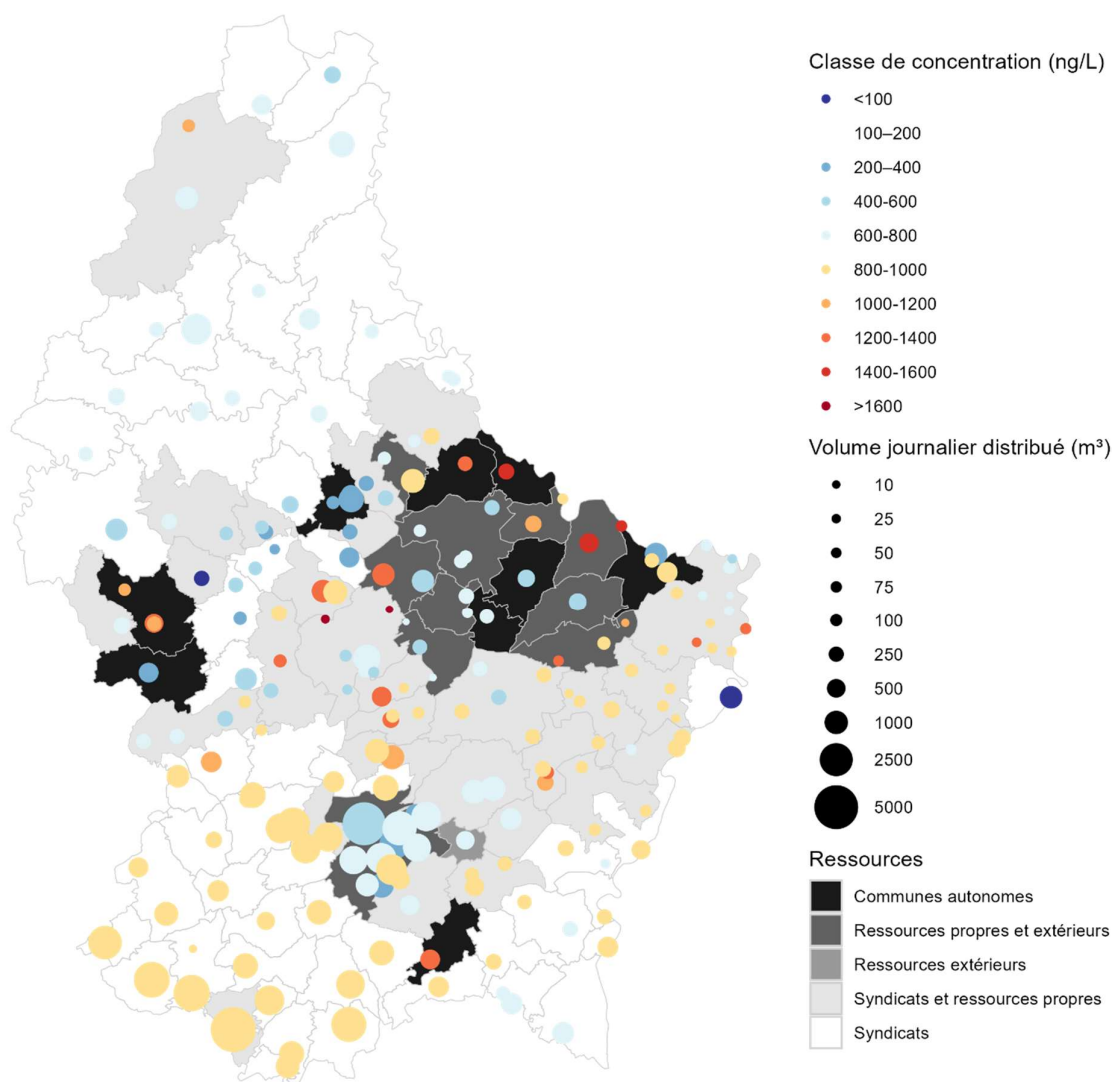 Classe de concentration (ng/L)
<100
100–200
200–400
400-600
600-800
800-1000
1000-1200
1200-1400
1400-1600
>1600
Volume journalier distribué (m³)
10
25
50
75
100
250
500
1000
2500
5000
Ressources
Communes autonomes
Ressources propres et extérieurs
Ressources extérieurs
Syndicats et ressources propres
Syndicats